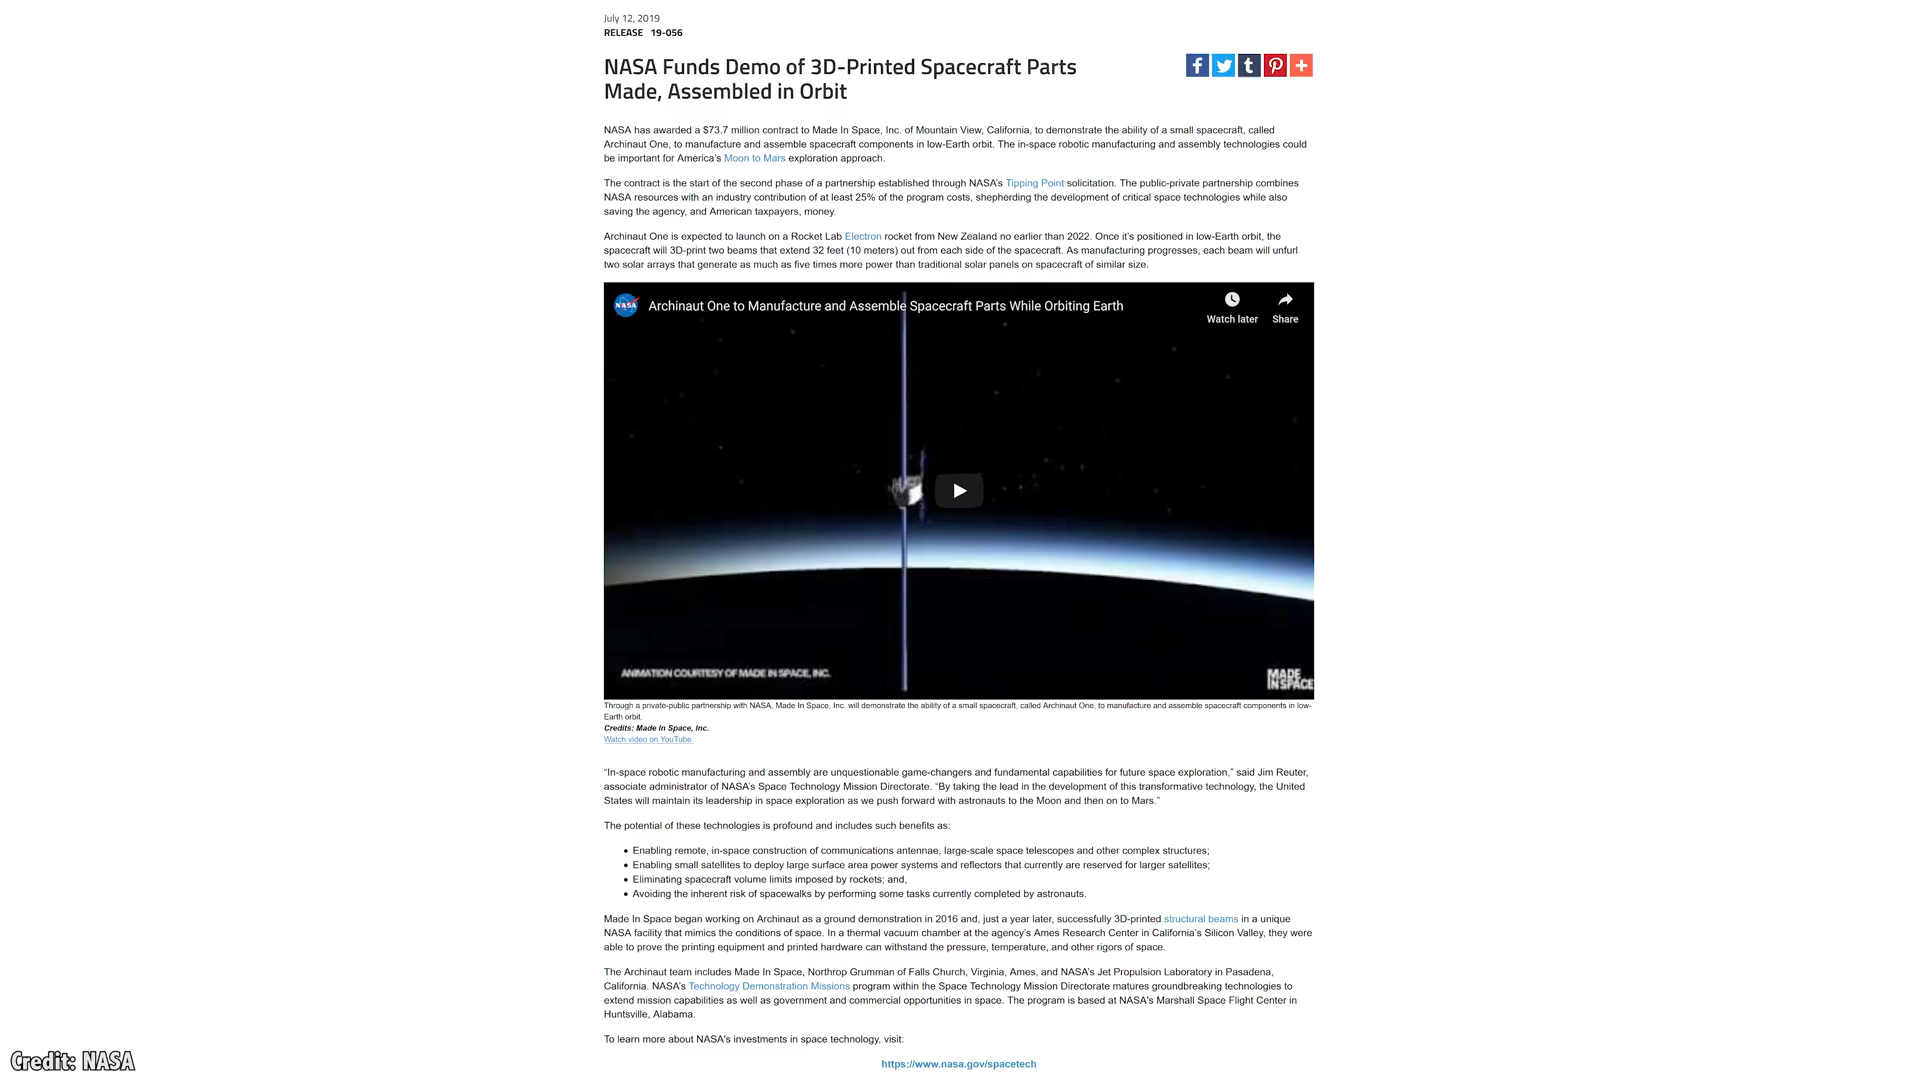 July 12, 2019
RELEASE 19-056
NASA Funds Demo of 3D-Printed Spacecraft Parts
Made, Assembled in Orbit
NASA has awarded a $73.7 million contract to Made In Space, Inc. of Mountain View, California, to demonstrate the ability of a small spacecraft, called
Archinaut One, to manufacture and assemble spacecraft components in low-Earth orbit. The in-space robotic manufacturing and assembly technologies could
be important for America's Moon to Mars exploration approach.
The contract is the start of the second phase of a partnership established through NASA's Tipping Point solicitation. The public-private partnership combines
NASA resources with an industry contribution of at least 25% of the program costs, shepherding the development of critical space technologies while also
saving the agency, and American taxpayers, money.
Archinaut One is expected to launch on a Rocket Lab Electron rocket from New Zealand no earlier than 2022. Once it's positioned in low-Earth orbit, the
spacecraft will 3D-print two beams that extend 32 feet (10 meters) out from each side of the spacecraft. As manufacturing progresses, each beam will unfurl
two solar arrays that generate as much as five times more power than traditional solar panels on spacecraft of similar size.
NASA
Archinaut One to Manufacture and Assemble Spacecraft Parts While Orbiting Earth
Watch later
Share
ANIMATION COURTESY OF MADE IN SPACE, INC.
MADE
IN SPACE
Through a private-public partnership with NASA, Made In Space, Inc. will demonstrate the ability of a small spacecraft, called Archinaut One, to manufacture and assemble spacecraft components in low-
Earth orbit.
Credits: Made In Space, Inc.
Watch video on YouTube.
“In-space robotic manufacturing and assembly are unquestionable game-changers and fundamental capabilities for future space exploration,” said Jim Reuter,
associate administrator of NASA's Space Technology Mission Directorate. “By taking the lead in the development of this transformative technology, the United
States will maintain its leadership in space exploration as we push forward with astronauts to the Moon and then on to Mars.”
The potential of these technologies is profound and includes such benefits as:
• Enabling remote, in-space construction of communications antennae, large-scale space telescopes and other complex structures;
• Enabling small satellites to deploy large surface area power systems and reflectors that currently are reserved for larger satellites;
• Eliminating spacecraft volume limits imposed by rockets; and,
• Avoiding the inherent risk of spacewalks by performing some tasks currently completed by astronauts.
Made In Space began working on Archinaut as a ground demonstration in 2016 and, just a year later, successfully 3D-printed structural beams in a unique
NASA facility that mimics the conditions of space. In a thermal vacuum chamber at the agency's Ames Research Center in California's Silicon Valley, they were
able to prove the printing equipment and printed hardware can withstand the pressure, temperature, and other rigors of space.
The Archinaut team includes Made In Space, Northrop Grumman of Falls Church, Virginia, Ames, and NASA's Jet Propulsion Laboratory in Pasadena,
California. NASA's Technology Demonstration Missions program within the Space Technology Mission Directorate matures groundbreaking technologies to
extend mission capabilities as well as government and commercial opportunities in space. The program is based at NASA's Marshall Space Flight Center in
Huntsville, Alabama.
To learn more about NASA's investments in space technology, visit:
https://www.nasa.gov/spacetech
Credit: NASA